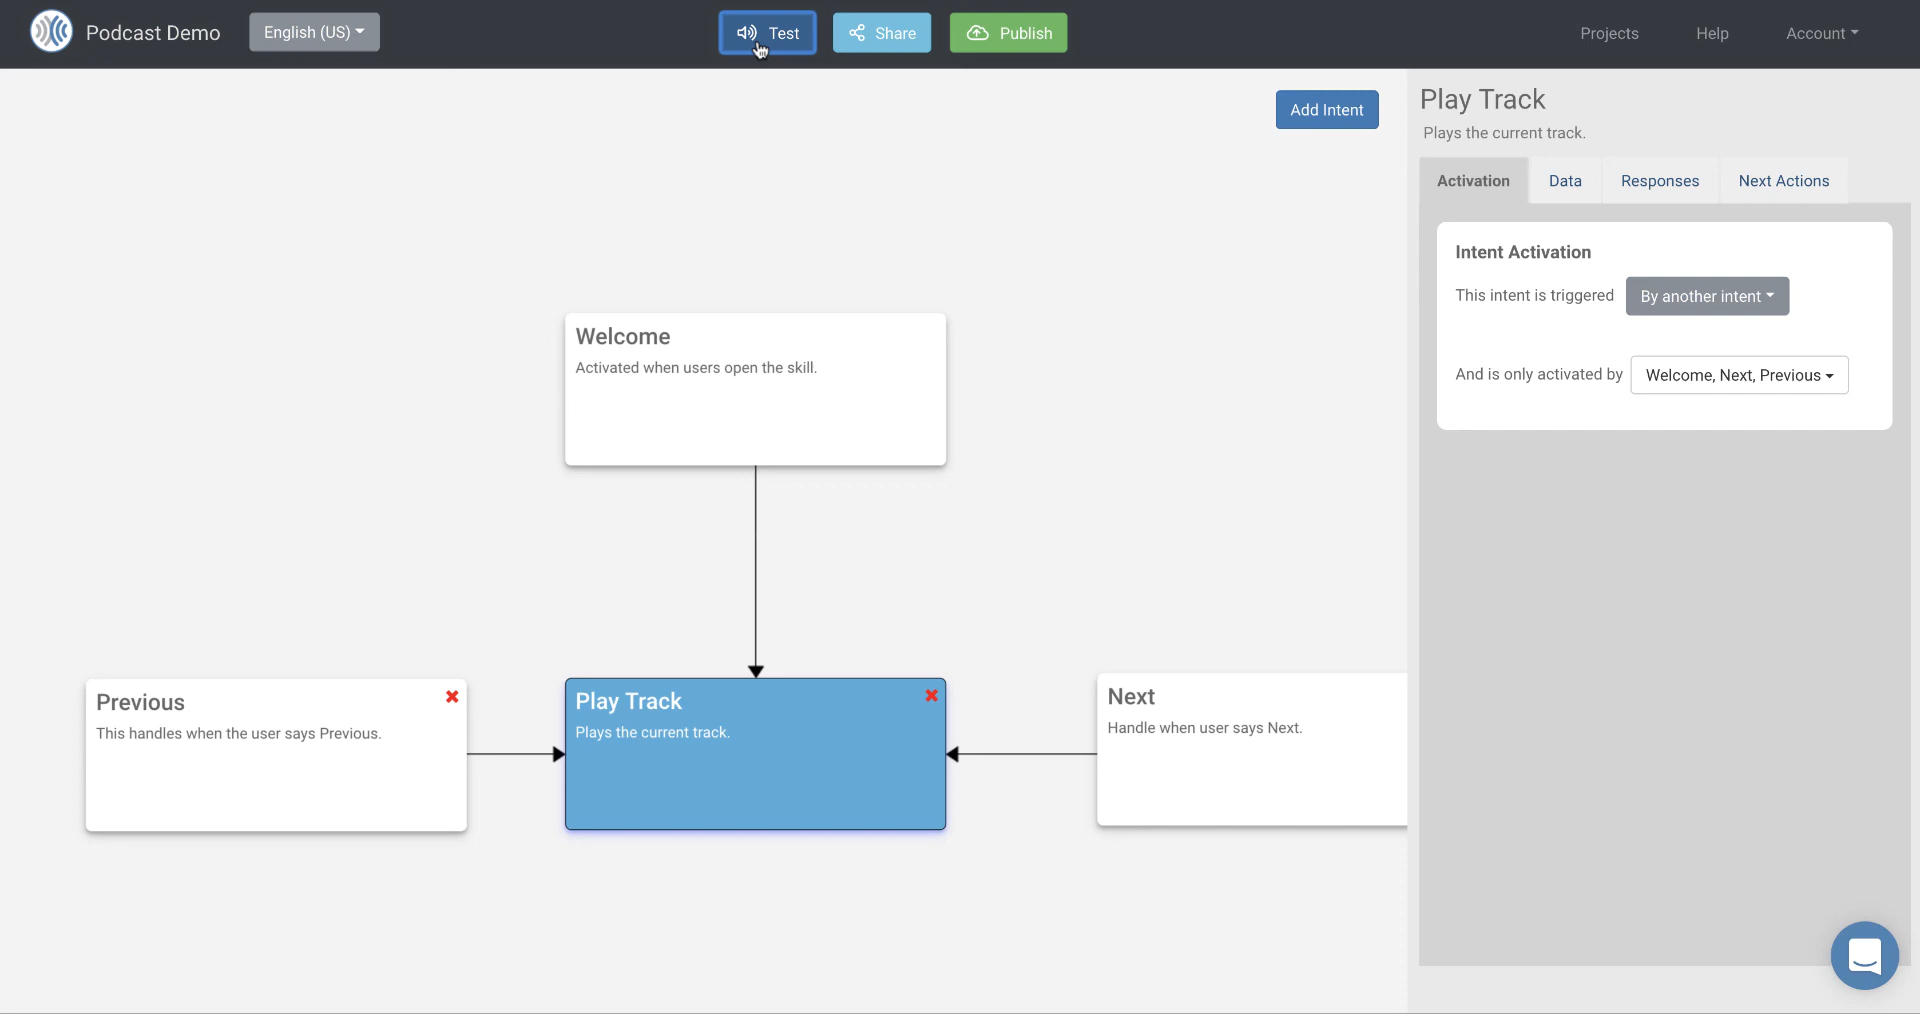 Podcast Demo
English (US)
Test
Share
Publish
Projects
Help
Account
Add Intent
Play Track
Plays the current track.
Activation
Data
Responses
Next Actions
Intent Activation
This intent is triggered
By another intent
And is only activated by
Welcome, Next, Previous
Welcome
Activated when users open the skill.
Previous
This handles when the user says Previous.
Play Track
Plays the current track.
Next
Handle when user says Next.